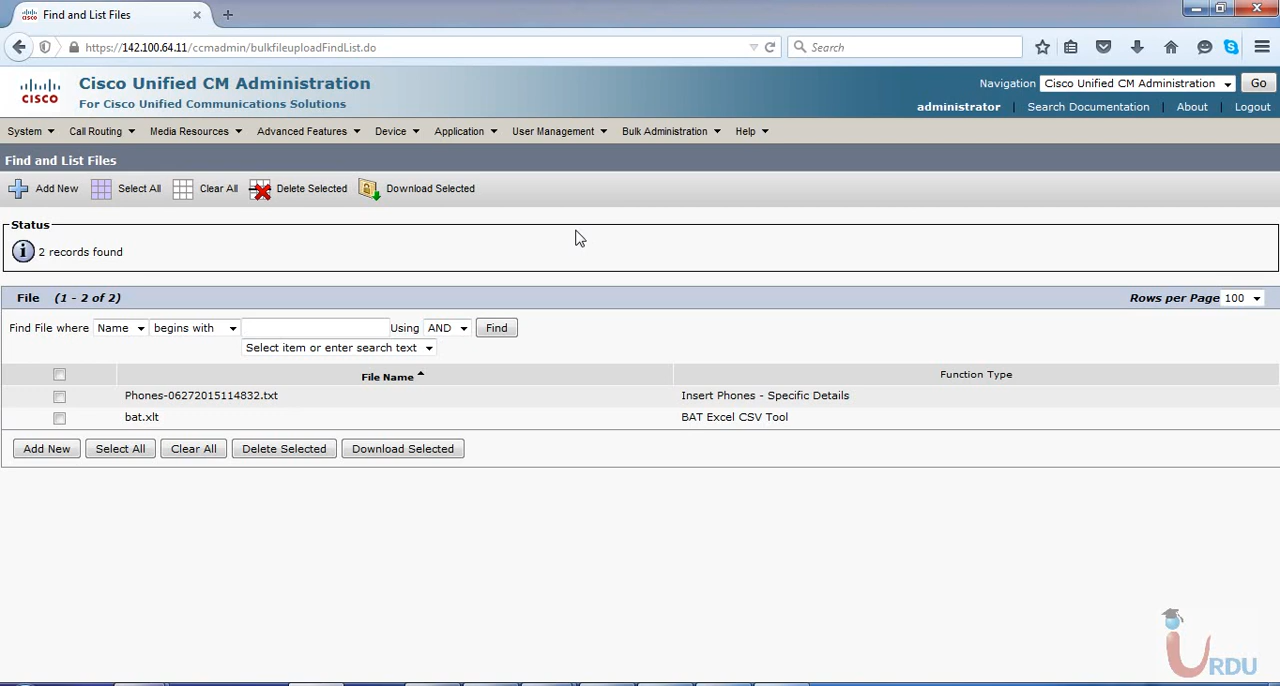 Find and List Files
https://142.100.64.11/ccmadmin/bulkfileuploadFindList.do
Search
CISCO
Cisco Unified CM Administration
For Cisco Unified Communications Solutions
Navigation Cisco Unified CM Administration Go
administrator | Search Documentation | About | Logout
System Call Routing Media Resources Advanced Features Device Application User Management Bulk Administration Help
Find and List Files
Add New Select All Clear All Delete Selected Download Selected
Status
2 records found
File (1 - 2 of 2) Rows per Page 100
Find File where Name begins with Using AND Find
Select item or enter search text
File Name Function Type
Phones-06272015114832.txt Insert Phones - Specific Details
bat.xlt BAT Excel CSV Tool
Add New Select All Clear All Delete Selected Download Selected
URDU